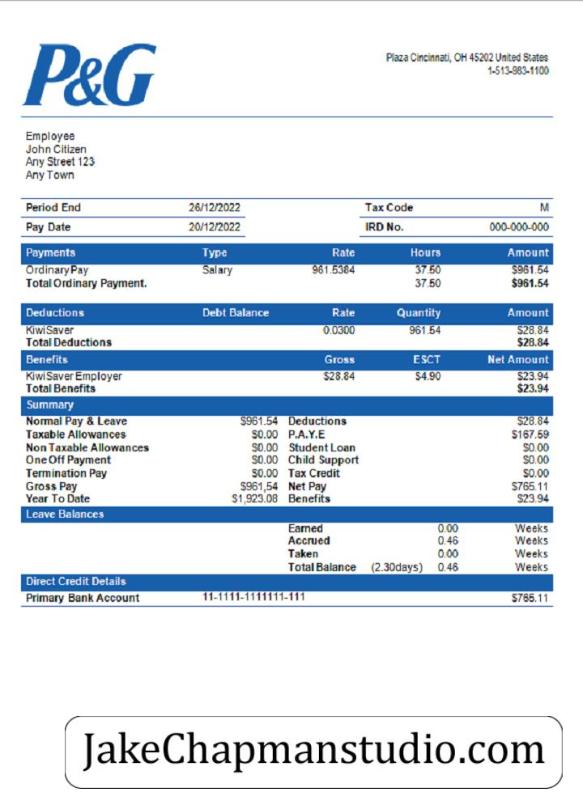 P&G
Plaza Cincinnati, OH 45202 United States
1-513-983-1100
Employee
John Citizen
Any Street 123
Any Town
Period End 26/12/2022 Tax Code M
Pay Date 20/12/2022 IRD No. 000-000-000
Payments Type Rate Hours Amount
Ordinary Pay Salary 961.5384 37.50 $961.54
Total Ordinary Payment. 37.50 $961.54
Deductions Debt Balance Rate Quantity Amount
KiwiSaver 0.0300 961.54 $28.84
Total Deductions $28.84
Benefits Gross ESCT Net Amount
KiwiSaver Employer $28.84 $4.90 $23.94
Total Benefits $23.94
Summary
Normal Pay & Leave $961.54 Deductions $28.84
Taxable Allowances $0.00 P.A.Y.E $167.59
Non Taxable Allowances $0.00 Student Loan $0.00
One Off Payment $0.00 Child Support $0.00
Termination Pay $0.00 Tax Credit $0.00
Gross Pay $961,54 Net Pay $765.11
Year To Date $1,923.08 Benefits $23.94
Leave Balances
Earned 0.00 Weeks
Accrued 0.46 Weeks
Taken 0.00 Weeks
Total Balance (2.30days) 0.46 Weeks
Direct Credit Details
Primary Bank Account 11-1111-1111111-111 $765.11
JakeChapmanstudio.com